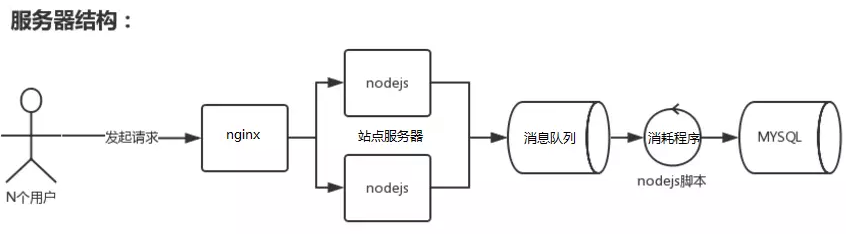 服务器结构：
nodejs
发起请求
nginx
站点服务器
消息队列
消耗程序
MYSQL
nodejs
nodejs脚本
N个用户